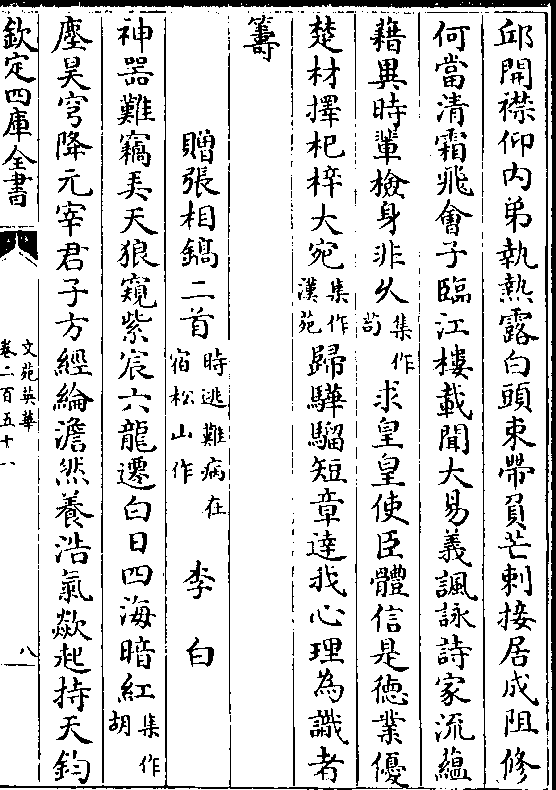 邱開襟仰内弟執熱露白頭束帶負芒刺接居成阻修
何當清霜飛會子臨江樓載聞大易義諷詠詩家流蘊
藉異時輩檢身非久集作苟求皇皇使臣體信是德業優
楚材擇杞梓大宛集作漢苑歸驊騮短章達我心理為識者
籌
贈張相鎬二首時逃難病在宿松山作 李白
神器難竊弄天狼窺紫宸六龍遷白日四海暗紅集作胡
塵昊穹降元宰君子方經綸澹然養浩氣歘起持天鈞
欽定四庫全書
文苑英華
卷二百五十八
八